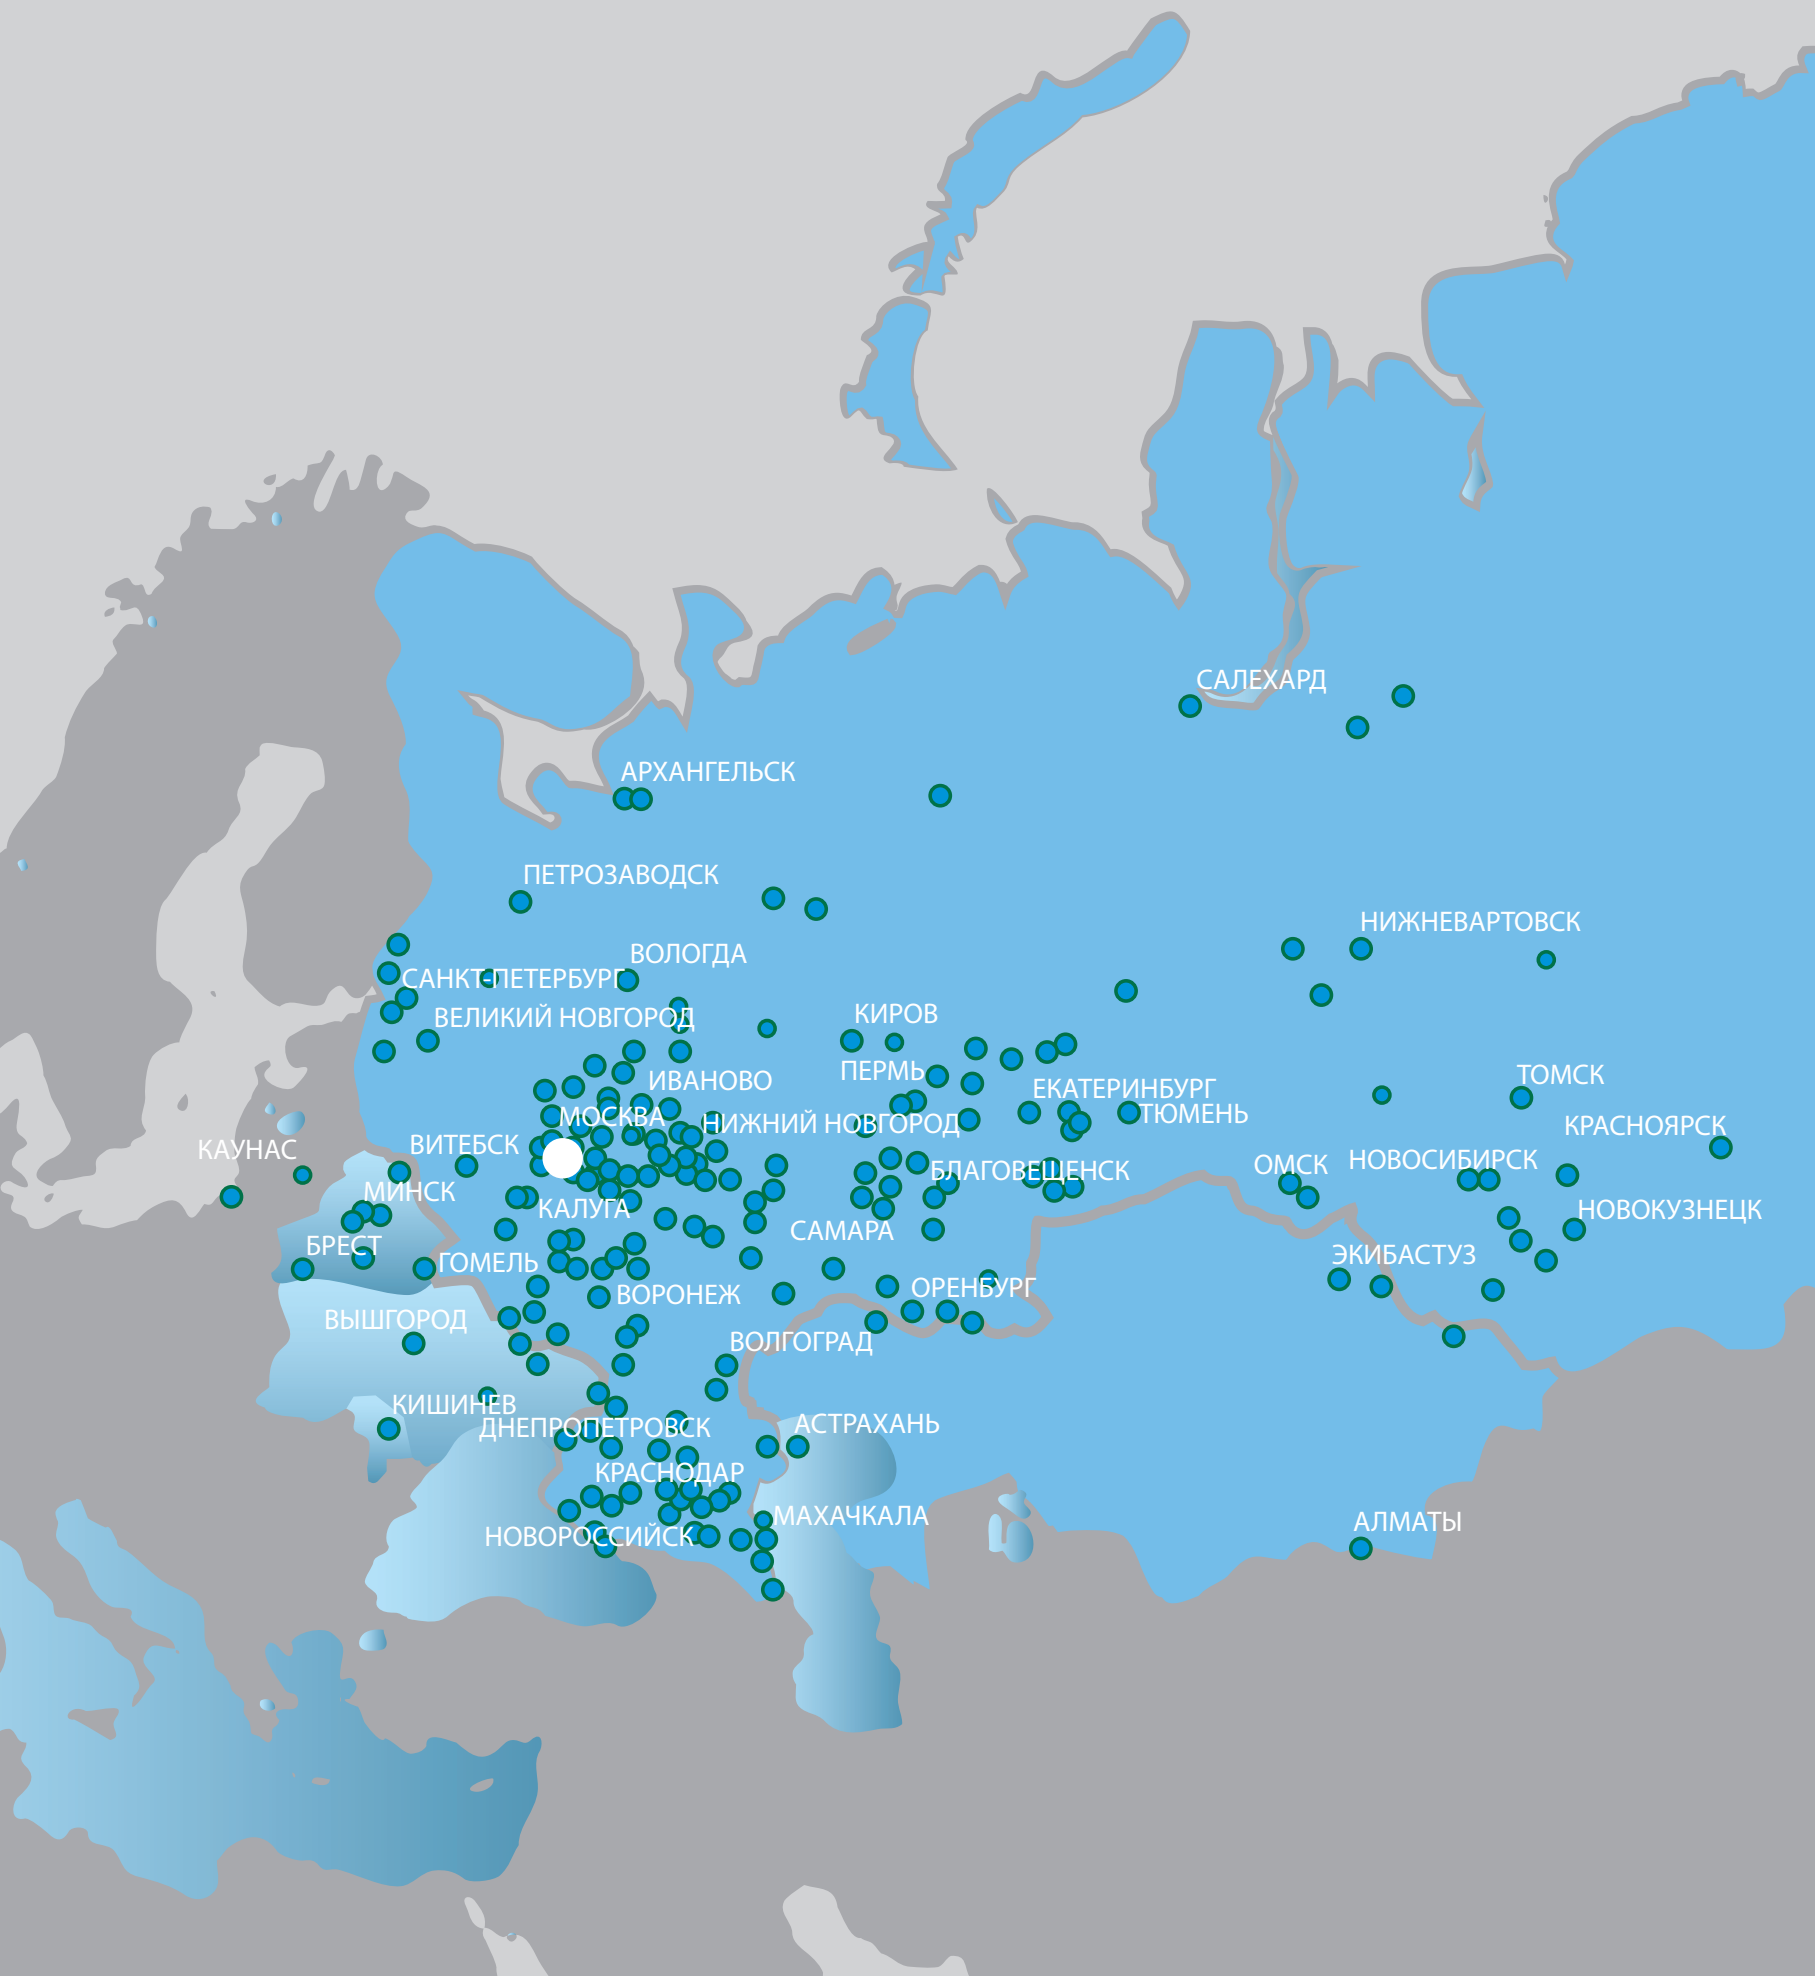 САЛЕХАРД
АРХАНГЕЛЬСК
ПЕТРОЗАВОДСК
НИЖНЕВАРТОВСК
ВОЛОГДА
САНКТ-ПЕТЕРБУРГ
ВЕЛИКИЙ НОВГОРОД
КИРОВ
ПЕРМЬ
ТОМСК
ИВАНОВО
ЕКАТЕРИНБУРГ
МОСКВА
ТЮМЕНЬ
НИЖНИЙ НОВГОРОД
КРАСНОЯРСК
КАУНАС
ВИТЕБСК
БЛАГОВЕЩЕНСК
ОМСК
НОВОСИБИРСК
МИНСК
КАЛУГА
НОВОКУЗНЕЦК
САМАРА
БРЕСТ
ГОМЕЛЬ
ЭКИБАСТУЗ
ВОРОНЕЖ
ОРЕНБУРГ
ВЫШГОРОД
ВОЛГОГРАД
КИШИНЕВ
ДНЕПРОПЕТРОВСК
АСТРАХАНЬ
КРАСНОДАР
МАХАЧКАЛА
НОВОРОССИЙСК
АЛМАТЫ